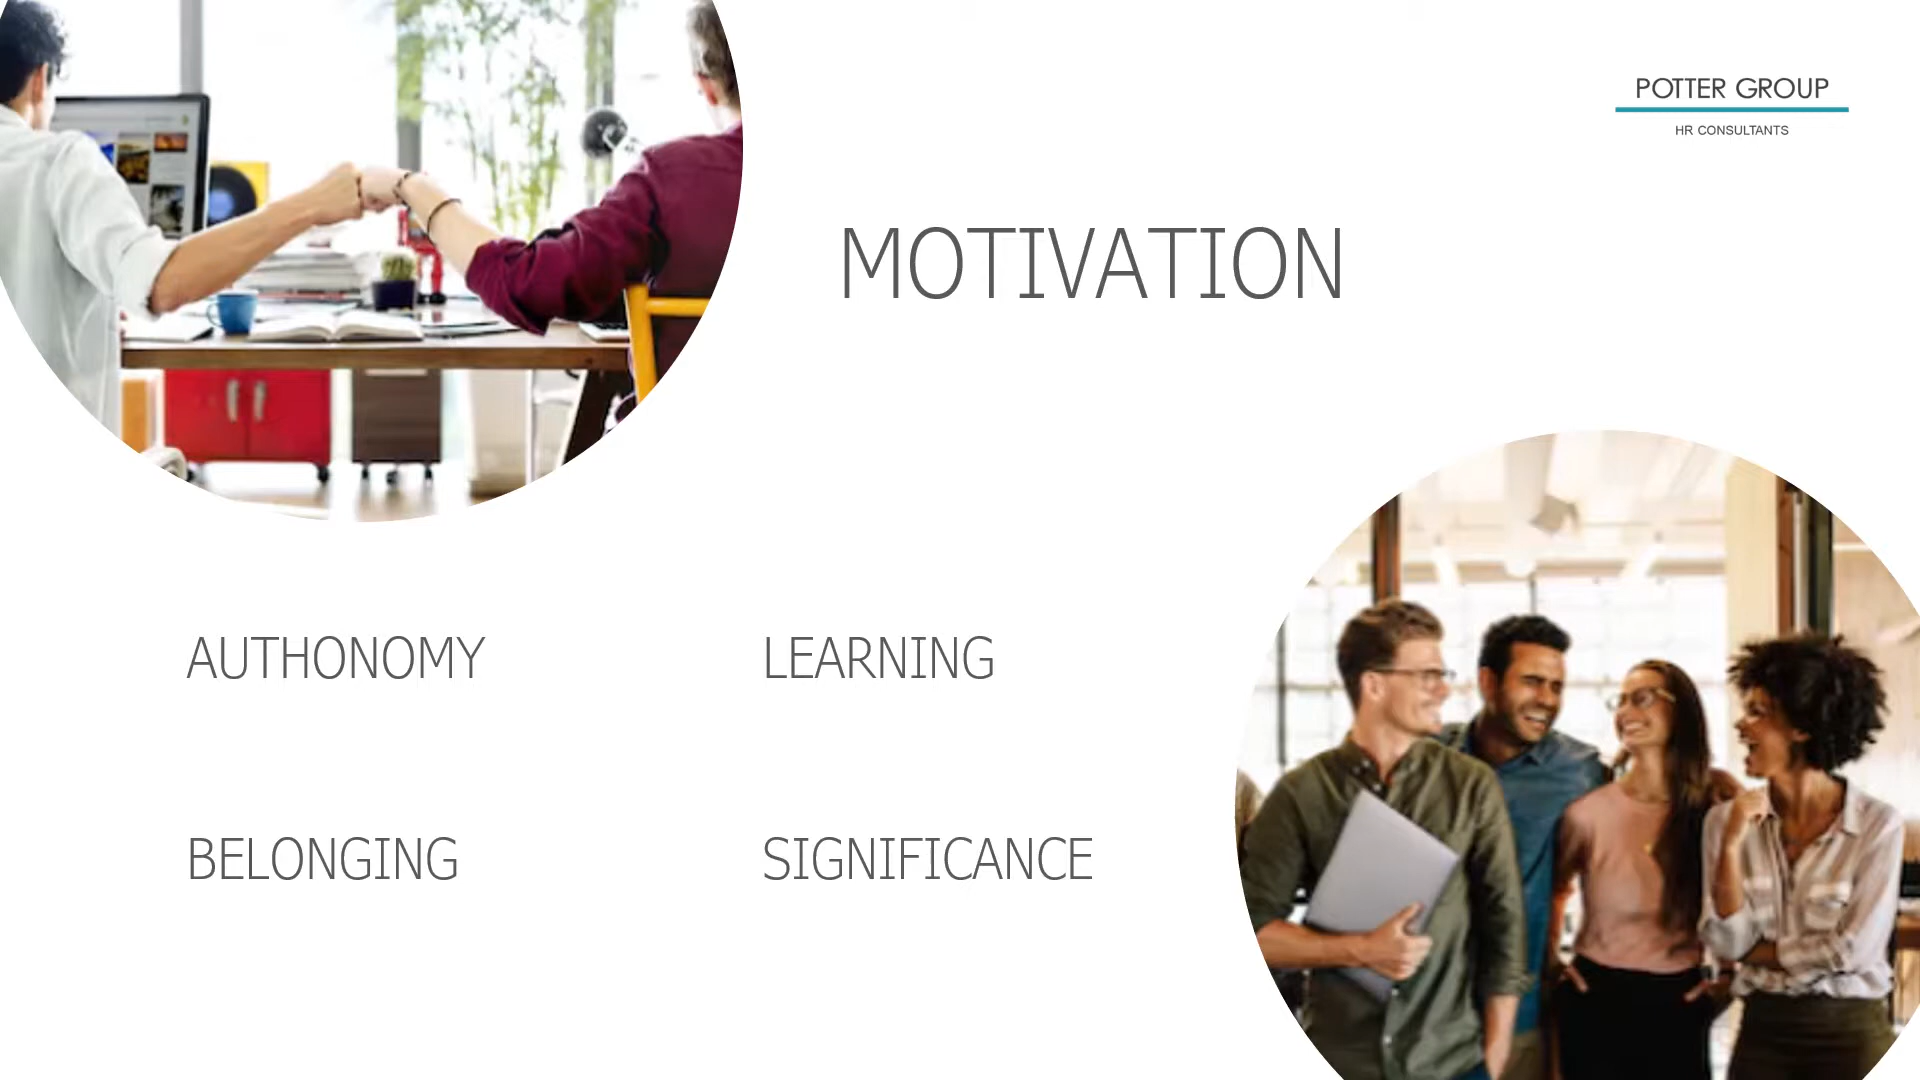 POTTER GROUP
HR CONSULTANTS
MOTIVATION
AUTHONOMY
LEARNING
BELONGING
SIGNIFICANCE